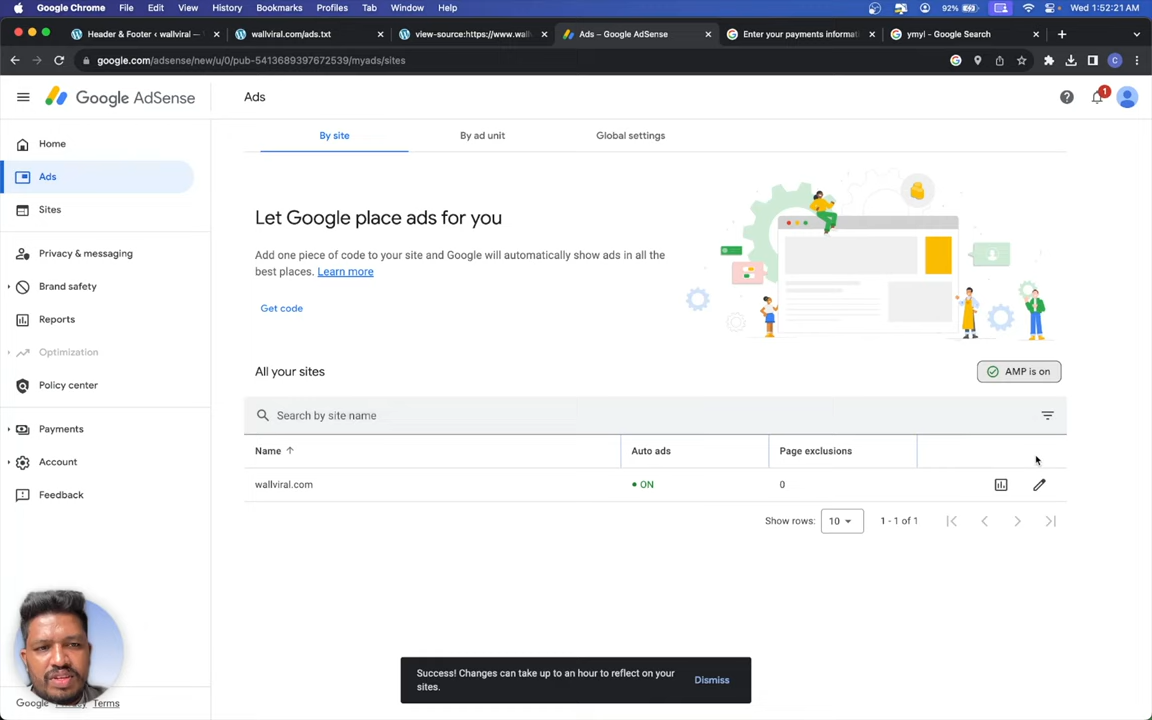 Google Chrome File Edit View History Bookmarks Profiles Tab Window Help 92% Wed 1:52:21 AM
Header & Footer ‹ wallviral — wallviral.com/ads.txt view-source:https://www.wall Ads – Google AdSense Enter your payments informati ymyl - Google Search
google.com/adsense/new/u/0/pub-5413689397672539/myads/sites C
Google AdSense Ads 1
By site By ad unit Global settings
Home
Ads
Sites
Privacy & messaging
Brand safety
Reports
Optimization
Policy center
Payments
Account
Feedback
Let Google place ads for you
Add one piece of code to your site and Google will automatically show ads in all the
best places. Learn more
Get code
All your sites AMP is on
Search by site name
Name Auto ads Page exclusions
wallviral.com ON 0
Show rows: 10 1 - 1 of 1
Success! Changes can take up to an hour to reflect on your
sites.
Dismiss
Google Privacy Terms